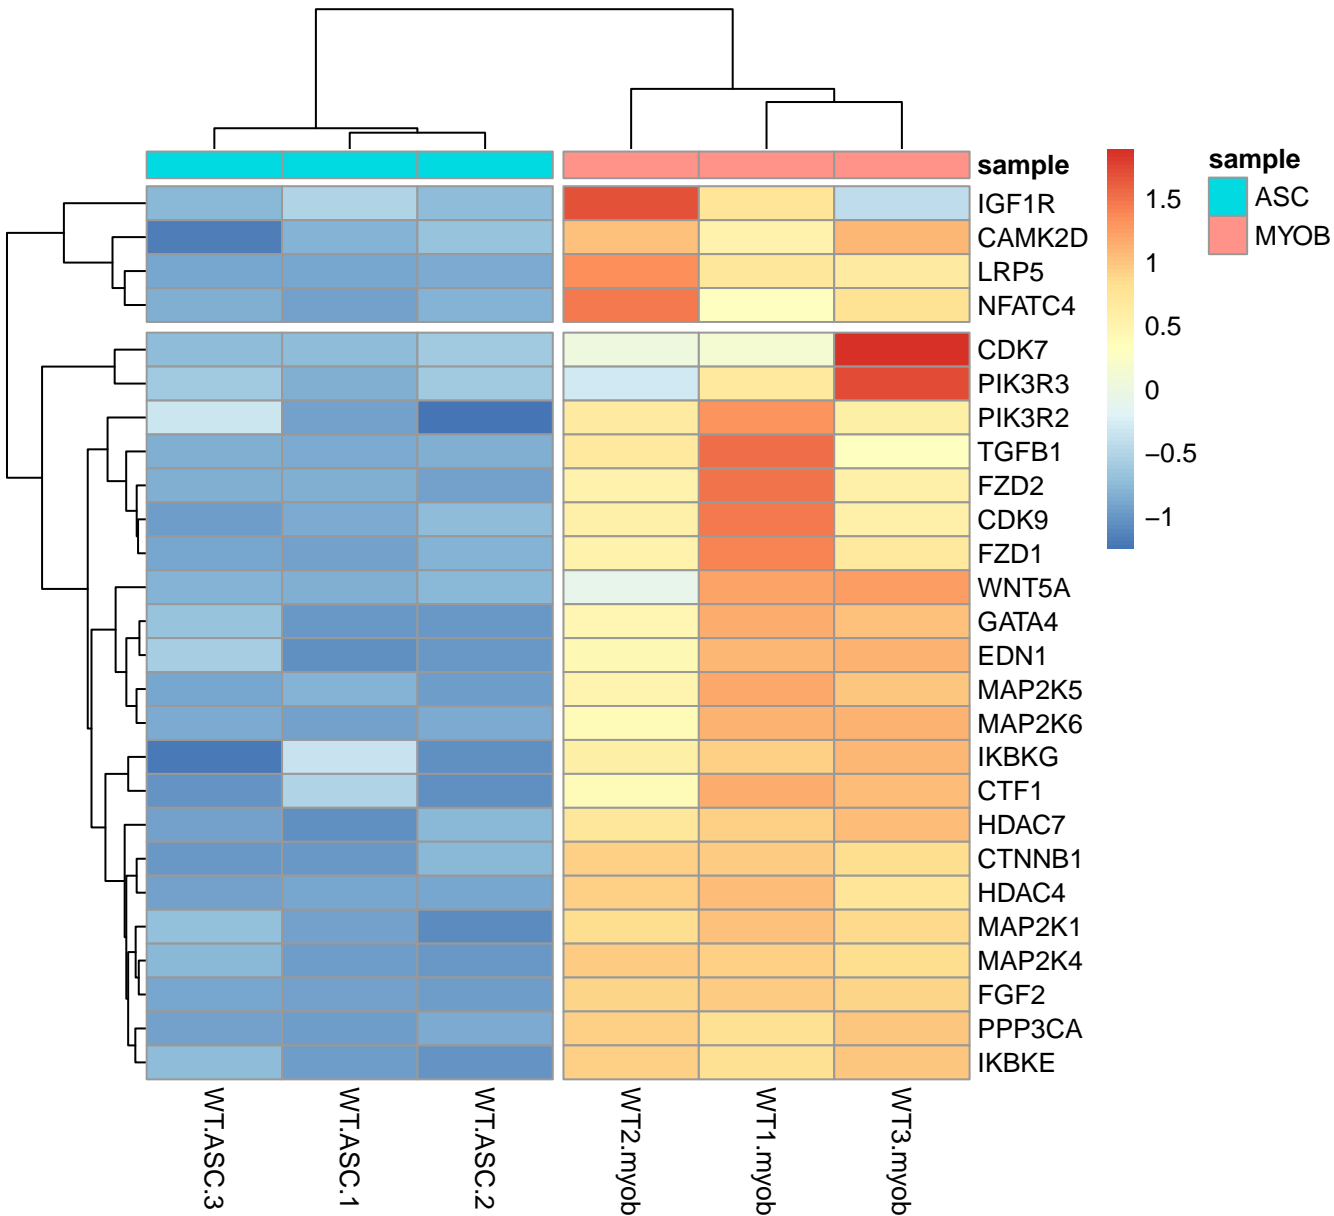 sample
IGF1R
CAMK2D
LRP5
NFATC4
CDK7
PIK3R3
PIK3R2
TGFB1
FZD2
CDK9
FZD1
WNT5A
GATA4
EDN1
MAP2K5
MAP2K6
IKBKG
CTF1
HDAC7
CTNNB1
HDAC4
MAP2K1
MAP2K4
FGF2
PPP3CA
IKBKE
WT.ASC.3
WT.ASC.1
WT.ASC.2
WT2.myob
WT1.myob
WT3.myob
1.5
1
0.5
0
−0.5
−1
sample
ASC
MYOB